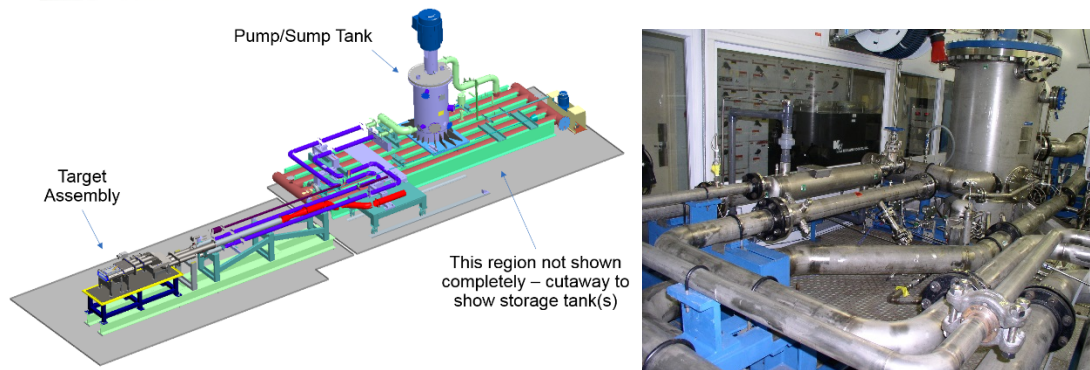 Pump/Sump Tank
Target
Assembly
This region not shown
completely – cutaway to
show storage tank(s)